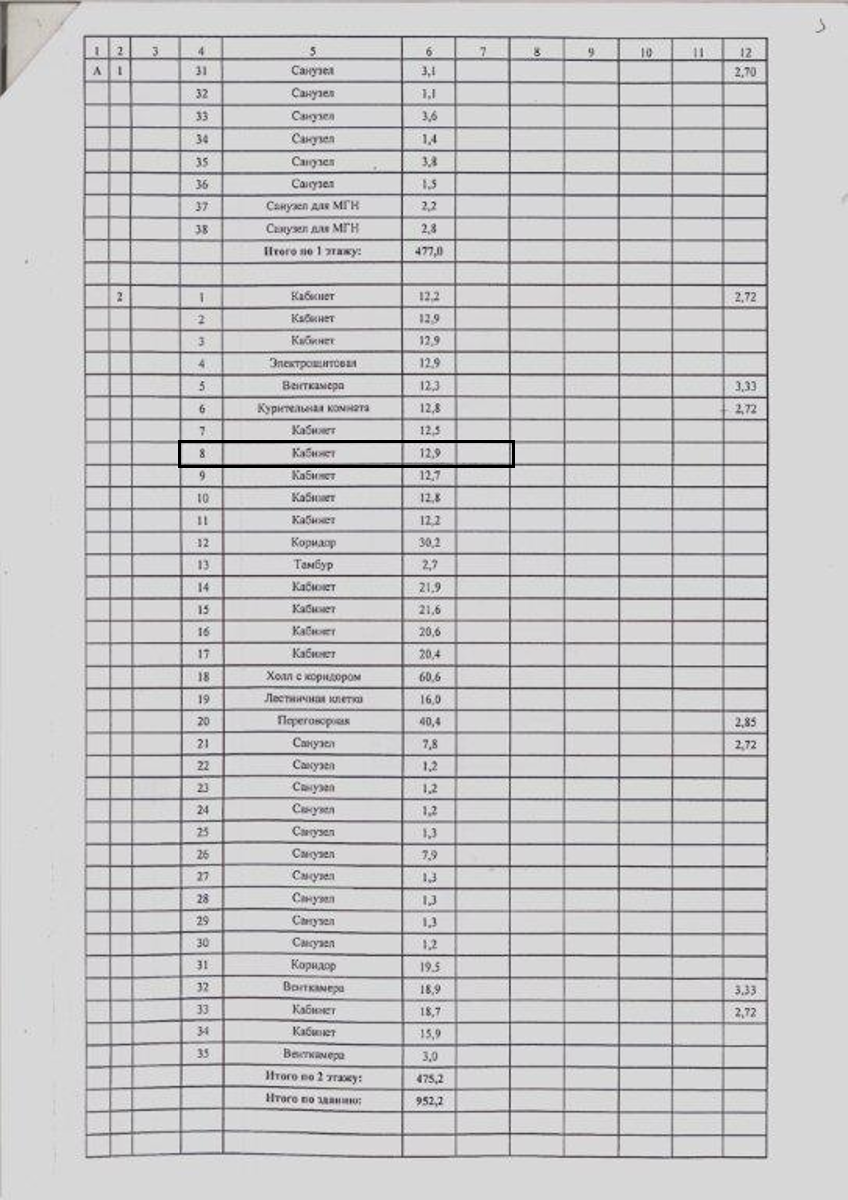 1 2 3 4 5 6 7 8 9 10 11 12
А 1 31 Санузел 3,1 2,70
32 Санузел 1,1
33 Санузел 3,6
34 Санузел 1,4
35 Санузел 3,8
36 Санузел 1,5
37 Санузел для МГН 2,2
38 Санузел для МГН 2,8
Итого по 1 этажу: 477,0
2 1 Кабинет 12,2 2,72
2 Кабинет 12,9
3 Кабинет 12,9
4 Электрощитовая 12,9
5 Венткамера 12,3 3,33
6 Курительная комната 12,8 2,72
7 Кабинет 12,5
8 Кабинет 12,9
9 Кабинет 12,7
10 Кабинет 12,8
11 Кабинет 12,2
12 Коридор 30,2
13 Тамбур 2,7
14 Кабинет 21,9
15 Кабинет 21,6
16 Кабинет 20,6
17 Кабинет 20,4
18 Холл с коридором 60,6
19 Лестничная клетка 16,0
20 Переговорная 40,4 2,85
21 Санузел 7,8 2,72
22 Санузел 1,2
23 Санузел 1,2
24 Санузел 1,2
25 Санузел 1,3
26 Санузел 7,9
27 Санузел 1,3
28 Санузел 1,3
29 Санузел 1,3
30 Санузел 1,2
31 Коридор 19,5
32 Венткамера 18,9 3,33
33 Кабинет 18,7 2,72
34 Кабинет 15,9
35 Венткамера 3,0
Итого по 2 этажу: 475,2
Итого по зданию: 952,2